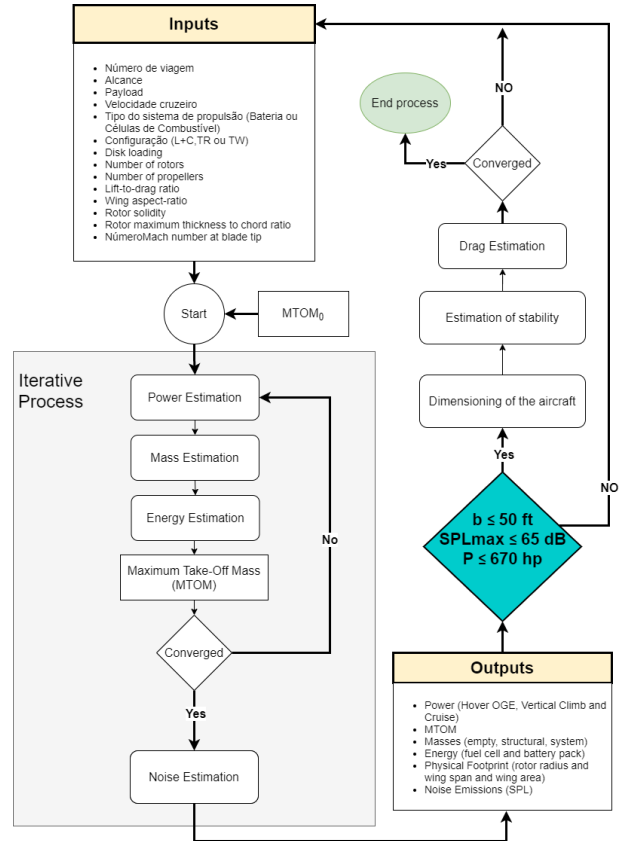 Inputs
Número de viagem
Alcance
Payload
Velocidade cruzeiro
Tipo do sistema de propulsão (Bateria ou
Células de Combustível)
Configuração (L+C,TR ou TW)
Disk loading
Number of rotors
Number of propellers
Lift-to-drag ratio
Wing aspect-ratio
Rotor solidity
Rotor maximum thickness to chord ratio
NúmeroMach number at blade tip
Start
MTOM₀
Iterative
Process
Power Estimation
Mass Estimation
Energy Estimation
No
Maximum Take-Off Mass
(MTOM)
Converged
Yes
Noise Estimation
Outputs
Power (Hover OGE, Vertical Climb and
Cruise)
MTOM
Masses (empty, structural, system)
Energy (fuel cell and battery pack)
Physical Footprint (rotor radius and
wing span and wing area)
Noise Emissions (SPL)
b ≤ 50 ft
SPLmax ≤ 65 dB
P ≤ 670 hp
NO
Yes
Dimensioning of the aircraft
Estimation of stability
Drag Estimation
Converged
NO
Yes
End process